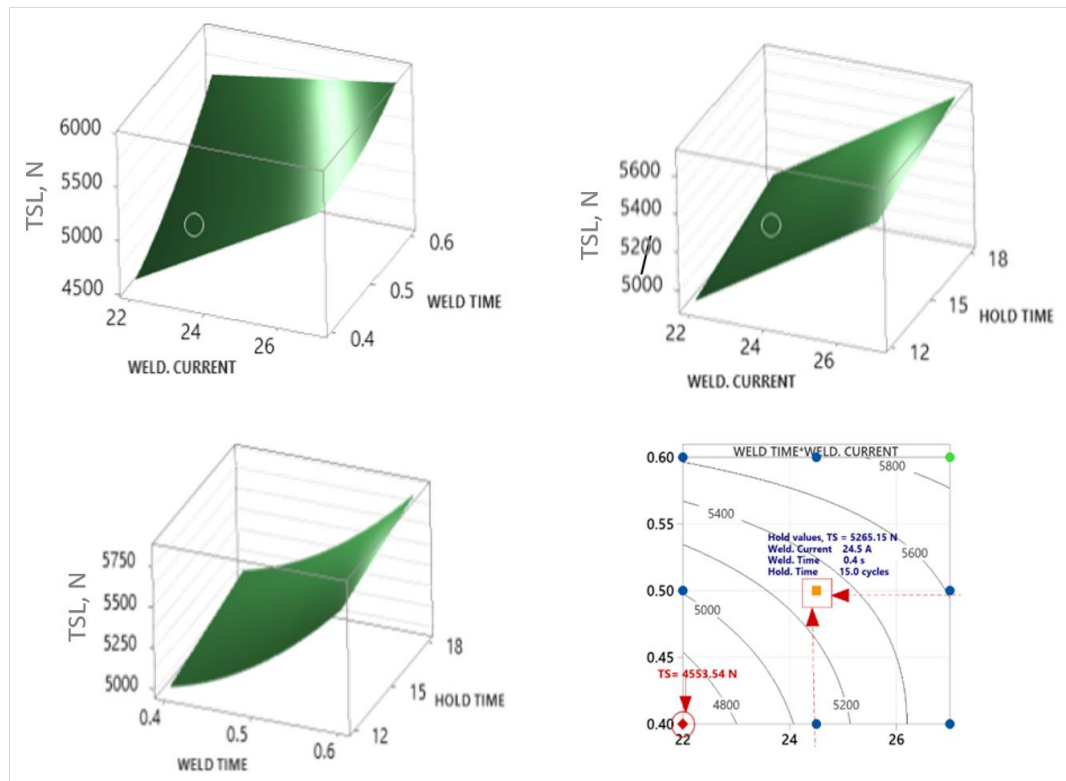 6000
5500
5000
4500
TSL, N
22
24
26
WELD. CURRENT
0.4
0.5
0.6
WELD TIME
5600
5400
5200
5000
TSL, N
22
24
26
WELD. CURRENT
12
15
18
HOLD TIME
5750
5500
5250
5000
TSL, N
0.4
0.5
0.6
WELD TIME
12
15
18
HOLD TIME
WELD TIME*WELD. CURRENT
0.60
0.55
0.50
0.45
0.40
5800
5400
5600
Hold values, TS = 5265.15 N
Weld. Current 24.5 A
Weld. Time 0.4 s
Hold. Time 15.0 cycles
5000
TS= 4553.54 N
4800
5200
22
24
26